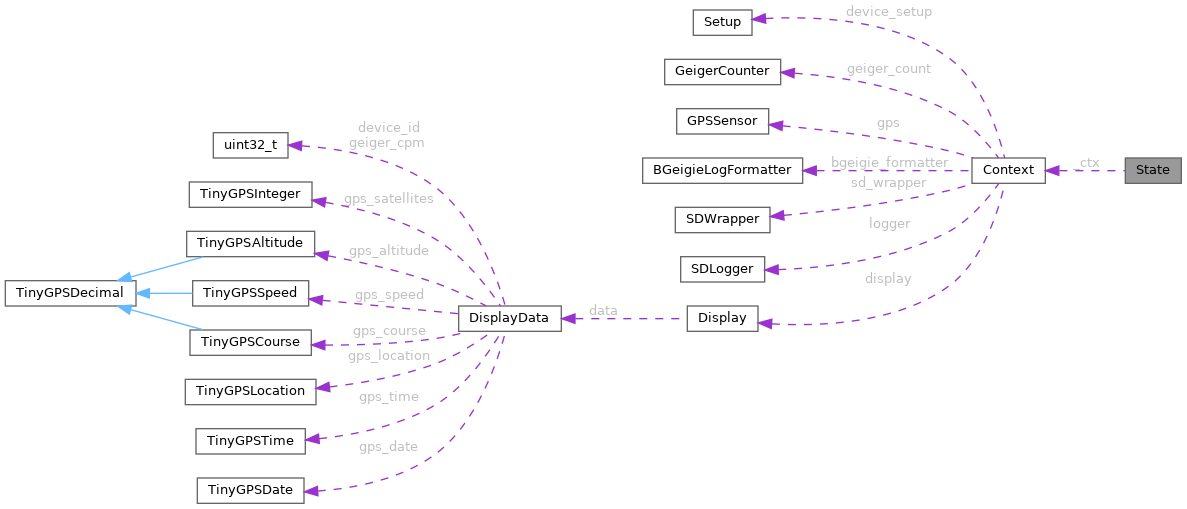 device_setup
Setup
geiger_count
GeigerCounter
gps
GPSSensor
device_id
geiger_cpm
uint32_t
bgeigie_formatter
BGeigieLogFormatter
Context
_ctx
State
sd_wrapper
TinyGPSInteger
gps_satellites
SDWrapper
logger
TinyGPSAltitude
gps_altitude
SDLogger
display
TinyGPSDecimal
TinyGPSSpeed
gps_speed
DisplayData
data
Display
gps_course
TinyGPSCourse
gps_location
TinyGPSLocation
gps_time
TinyGPSTime
gps_date
TinyGPSDate